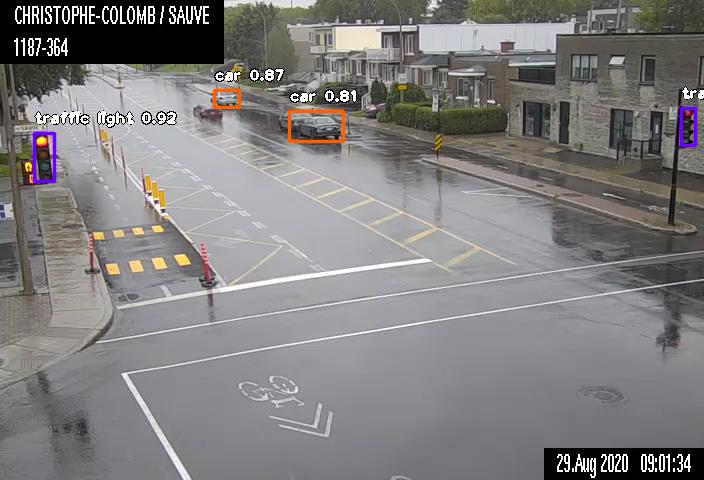 CHRISTOPHE-COLOMB / SAUVE
1187-364
car 0.87
car 0.81
traffic light 0.92
tra
29.Aug 2020 09:01:34